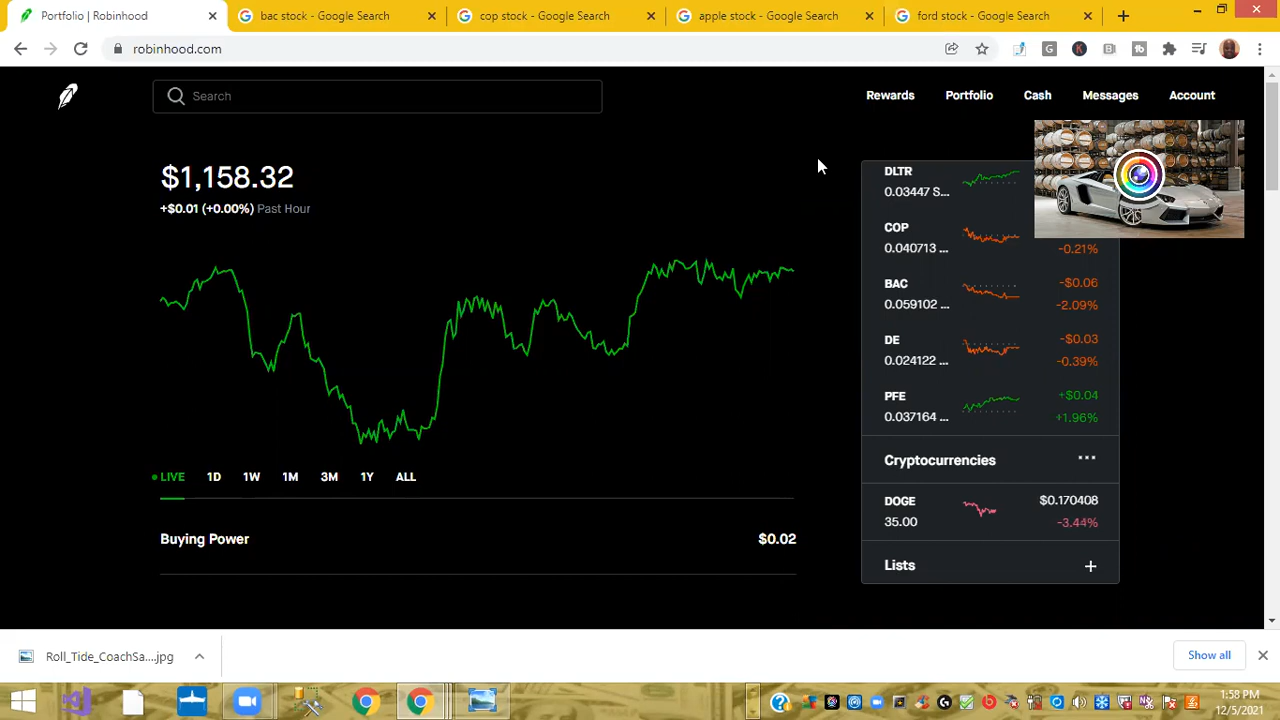 Portfolio | Robinhood
bac stock - Google Search
cop stock - Google Search
apple stock - Google Search
ford stock - Google Search
robinhood.com
Search
Rewards
Portfolio
Cash
Messages
Account
$1,158.32
+$0.01 (+0.00%) Past Hour
DLTR
0.03447 S...
COP
0.040713 ...
-0.21%
BAC
0.059102 ...
-$0.06
-2.09%
DE
0.024122 ...
-$0.03
-0.39%
PFE
0.037164 ...
+$0.04
+1.96%
LIVE
1D
1W
1M
3M
1Y
ALL
Cryptocurrencies
DOGE
35.00
$0.170408
-3.44%
Buying Power
$0.02
Lists
Roll_Tide_CoachSa....jpg
Show all
1:58 PM
12/5/2021